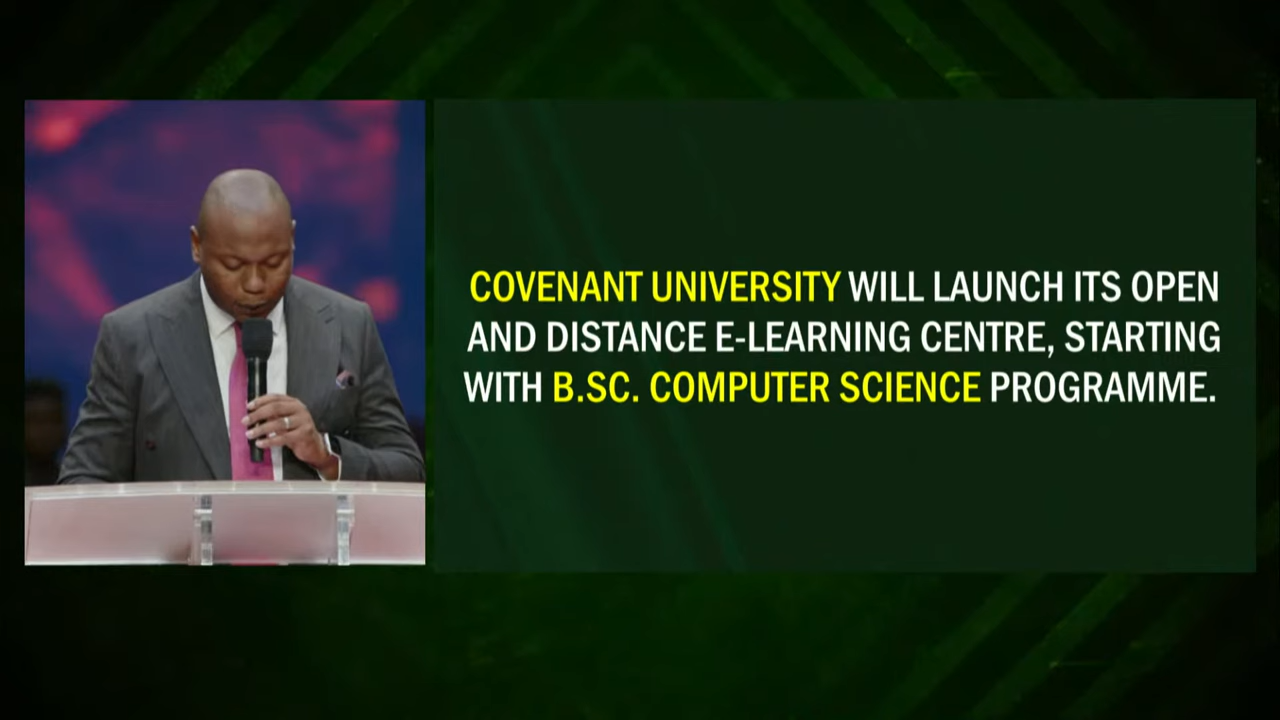 COVENANT UNIVERSITY WILL LAUNCH ITS OPEN
AND DISTANCE E-LEARNING CENTRE, STARTING
WITH B.SC. COMPUTER SCIENCE PROGRAMME.